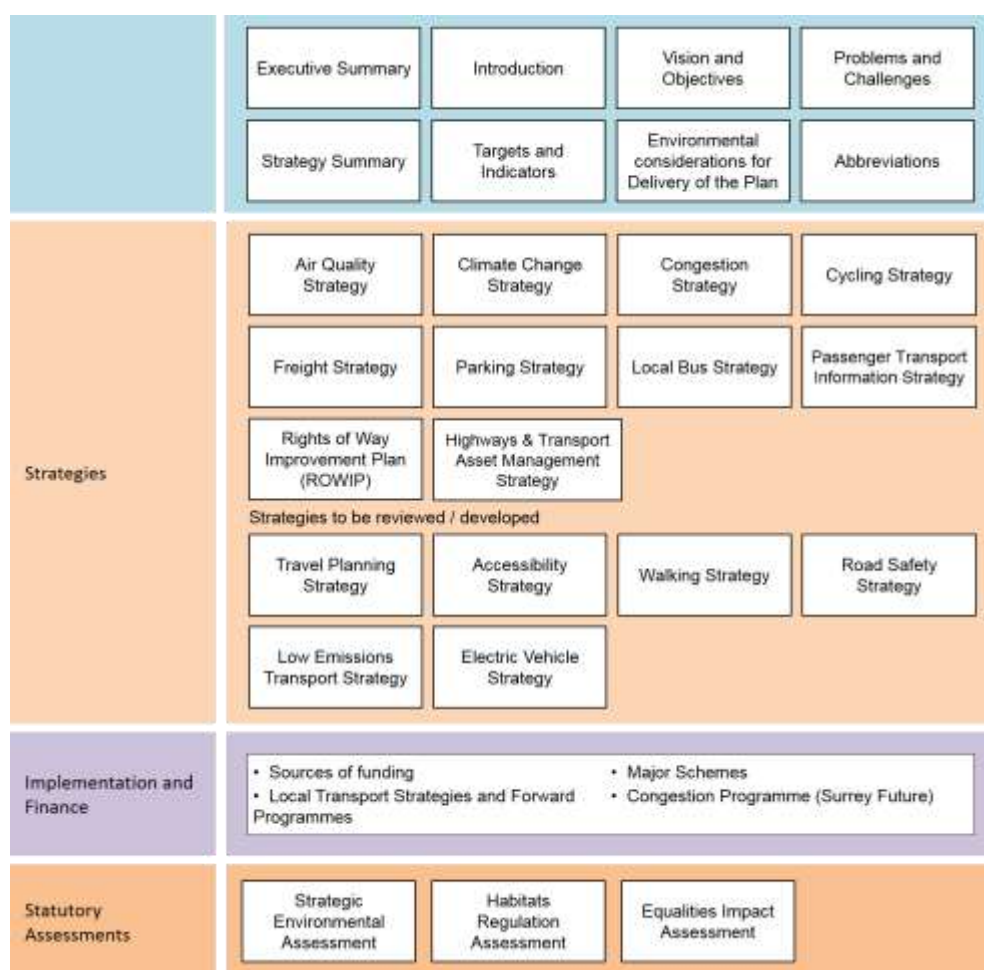 Executive Summary
Introduction
Vision and
Objectives
Problems and
Challenges
Strategy Summary
Targets and
Indicators
Environmental
considerations for
Delivery of the Plan
Abbreviations
Strategies
Air Quality
Strategy
Climate Change
Strategy
Congestion
Strategy
Cycling Strategy
Freight Strategy
Parking Strategy
Local Bus Strategy
Passenger Transport
Information Strategy
Rights of Way
Improvement Plan
(ROWIP)
Highways & Transport
Asset Management
Strategy
Strategies to be reviewed / developed
Travel Planning
Strategy
Accessibility
Strategy
Walking Strategy
Road Safety
Strategy
Low Emissions
Transport Strategy
Electric Vehicle
Strategy
Implementation and
Finance
• Sources of funding
• Local Transport Strategies and Forward
Programmes
• Major Schemes
• Congestion Programme (Surrey Future)
Statutory
Assessments
Strategic
Environmental
Assessment
Habitats
Regulation
Assessment
Equalities Impact
Assessment